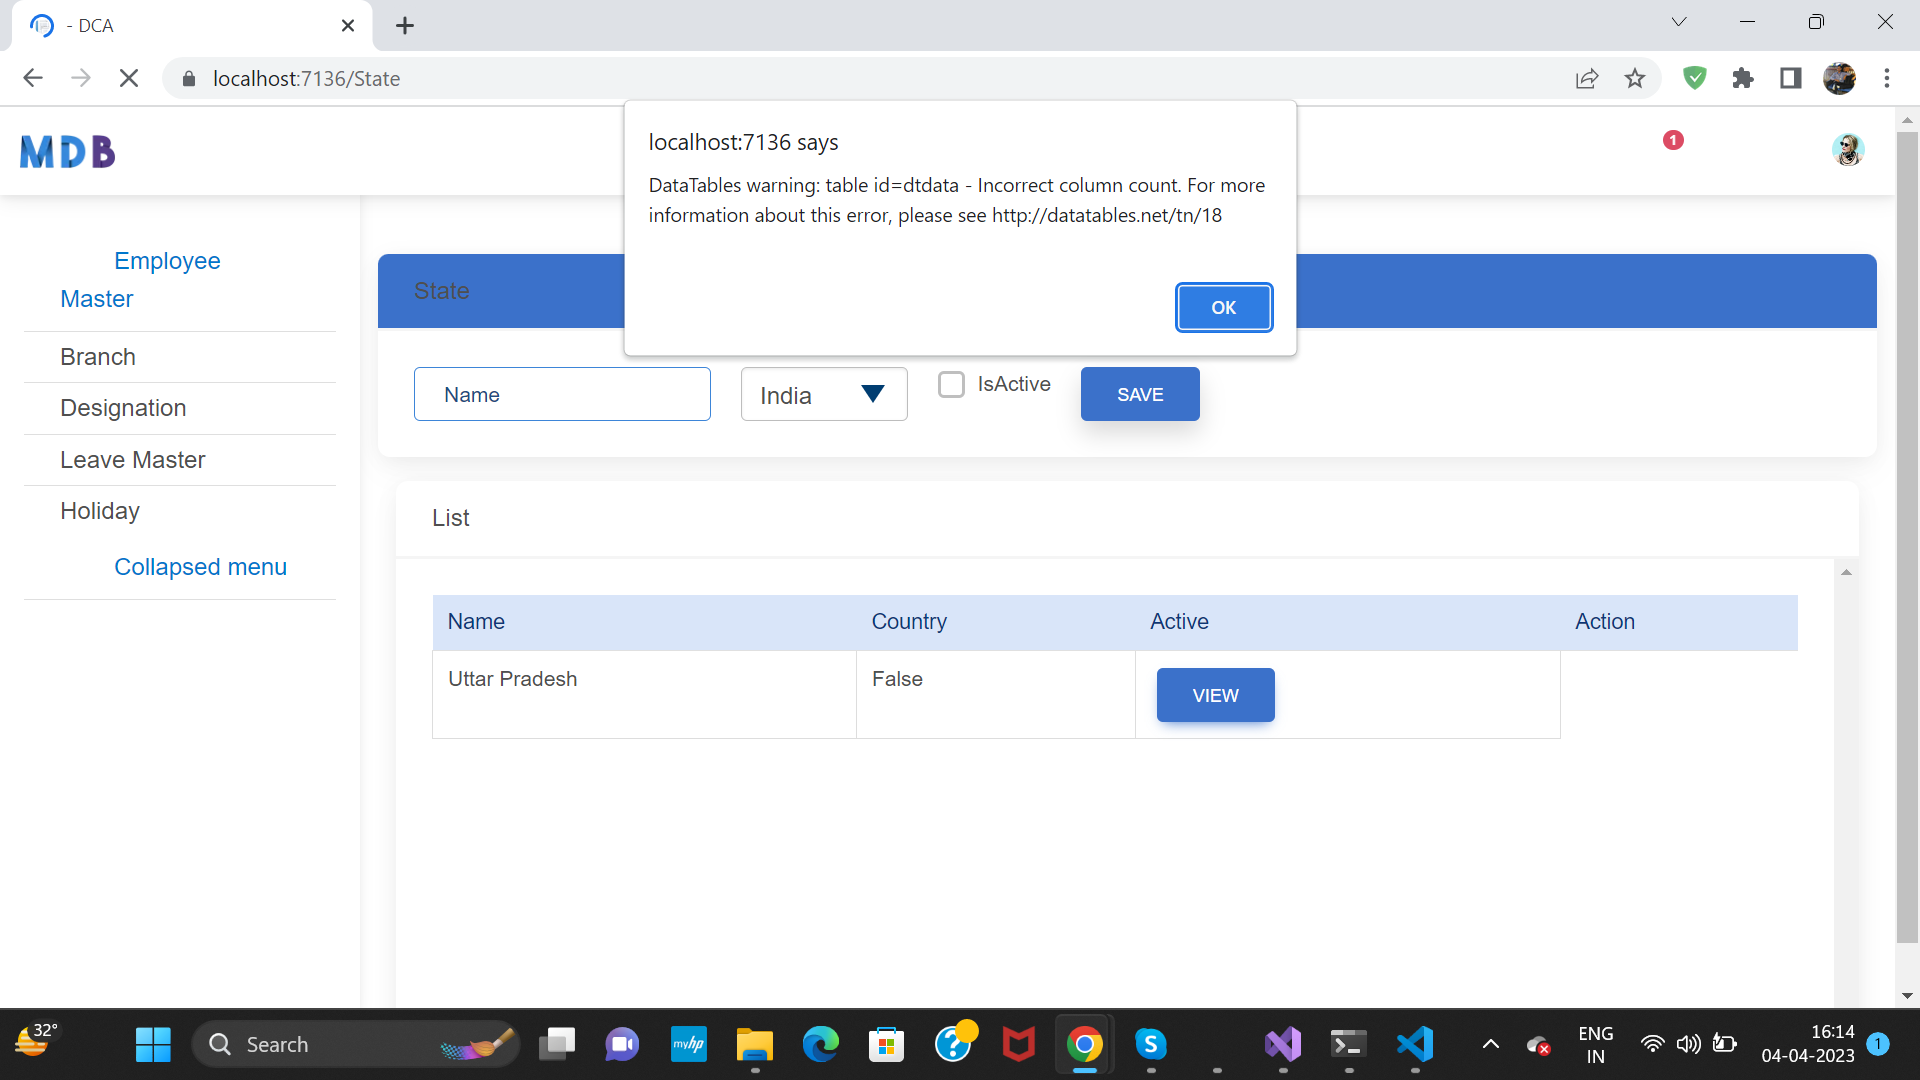 - DCA
localhost:7136/State
localhost:7136 says
DataTables warning: table id=dtdata - Incorrect column count. For more
information about this error, please see http://datatables.net/tn/18
OK
MDB
1
Employee
Master
Branch
Designation
Leave Master
Holiday
Collapsed menu
State
Name
India
IsActive
SAVE
List
Name Country Active Action
Uttar Pradesh False VIEW
32°
Search
myhp
ENG
IN
16:14
04-04-2023
1